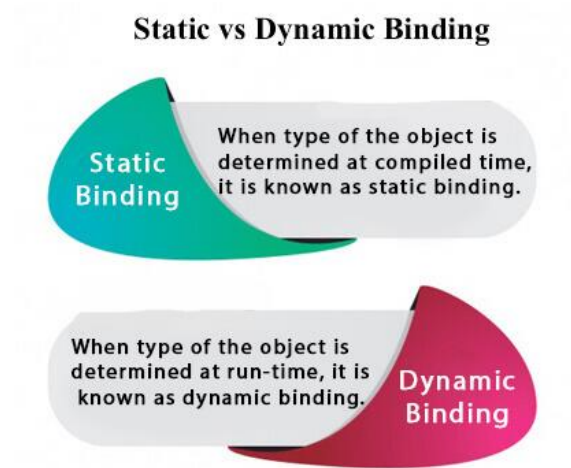 Static vs Dynamic Binding
Static
Binding
When type of the object is
determined at compiled time,
it is known as static binding.
When type of the object is
determined at run-time, it is
known as dynamic binding.
Dynamic
Binding